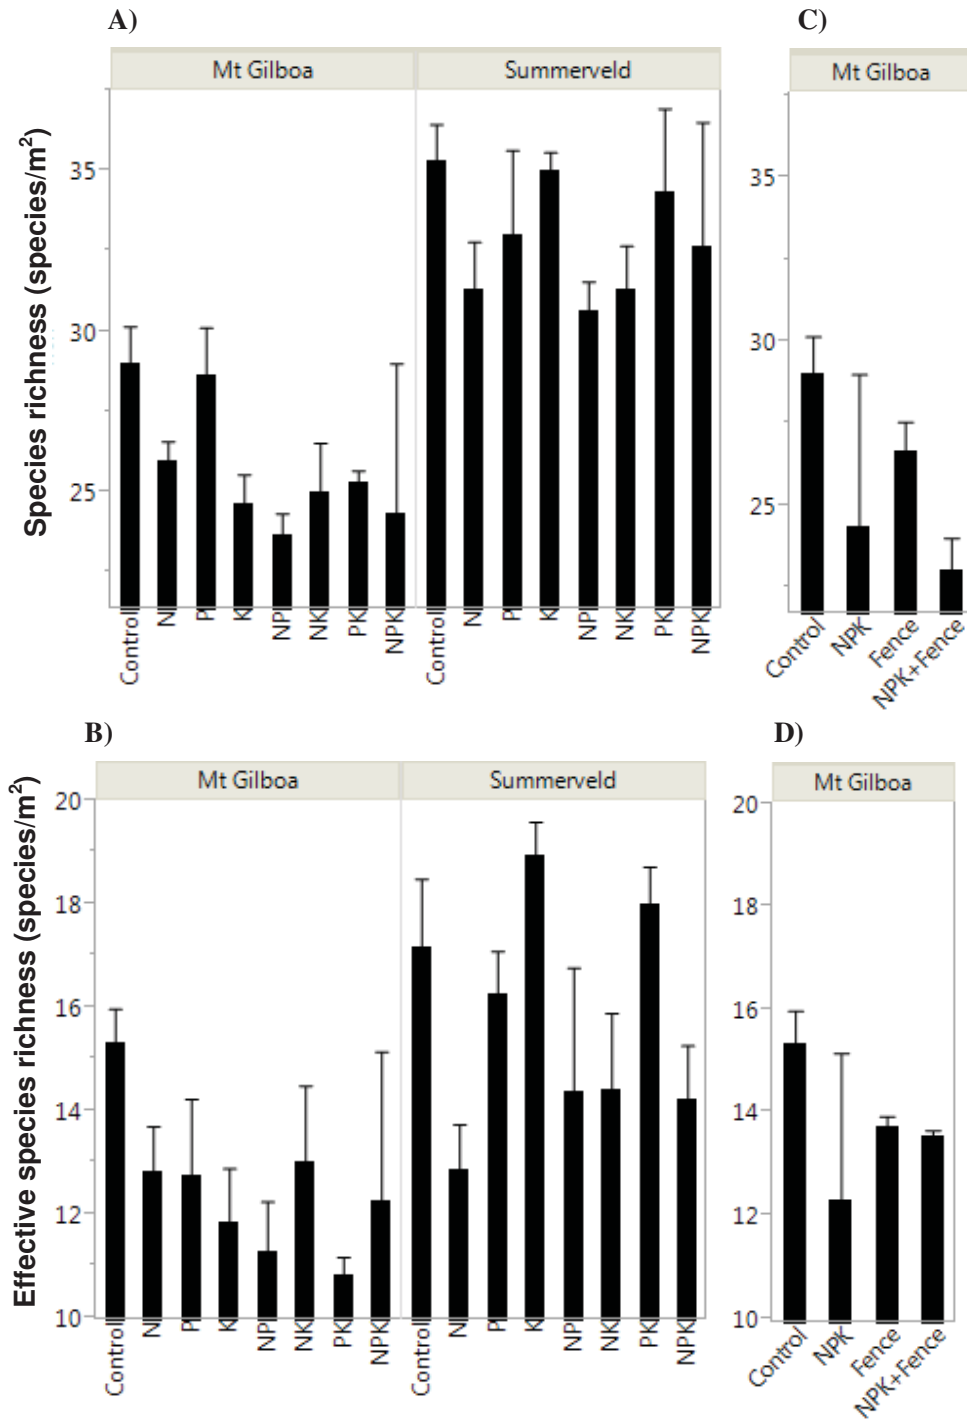 A)
Mt Gilboa Summerveld
Species richness (species/m²)
35
30
25
Control N P K NP NK PK NPK Control N P K NP NK PK NPK
C)
Mt Gilboa
35
30
25
Control NPK Fence NPK+Fence
B)
Mt Gilboa Summerveld
Effective species richness (species/m²)
20
18
16
14
12
10
Control N P K NP NK PK NPK Control N P K NP NK PK NPK
D)
Mt Gilboa
20
18
16
14
12
10
Control NPK Fence NPK+Fence